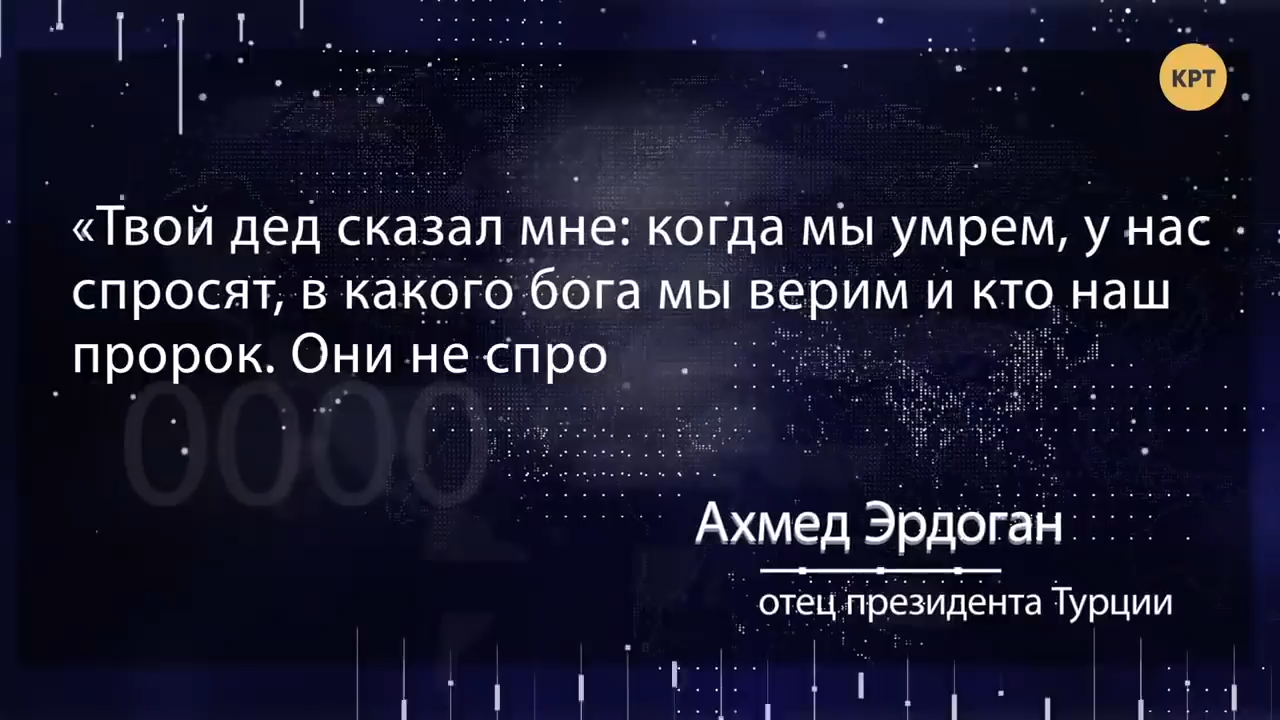 КРТ
«Твой дед сказал мне: когда мы умрем, у нас
спросят, в какого бога мы верим и кто наш
пророк. Они не спро
0000
Ахмед Эрдоган
отец президента Турции